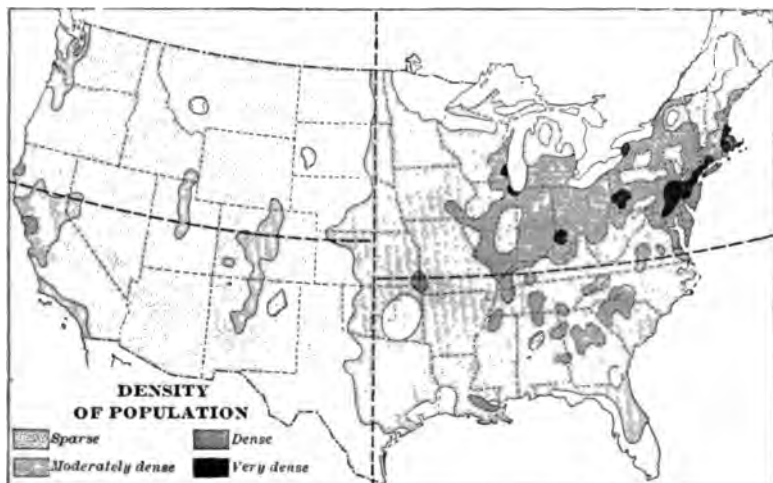 DENSITY
OF POPULATION
Sparse
Dense
Moderately dense
Very dense